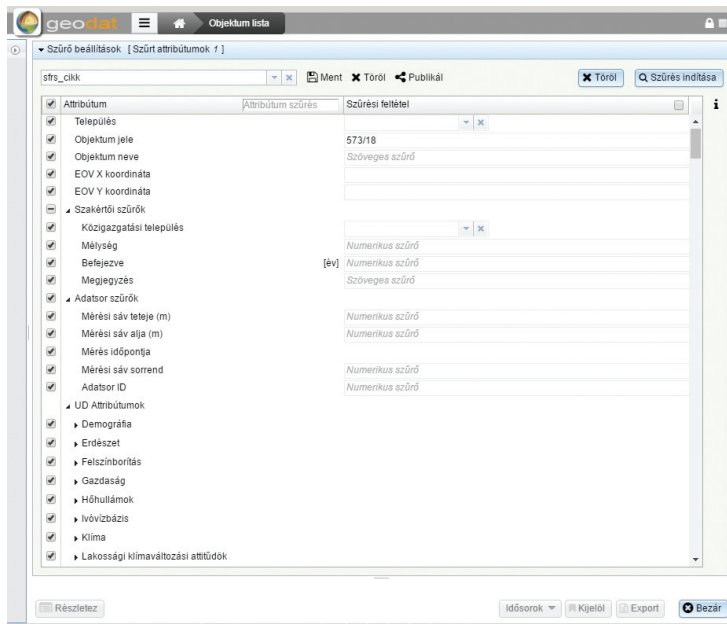 geodat Objektum lista
Szűrő beállítások [ Szűrt attribútumok 1 ]
sfrs_cikk Ment Töröl Publikál Töröl Szűrés indítása
Attribútum Attribútum szűrés Szűrési feltétel
Település
Objektum jele 573/18
Objektum neve Szöveges szűrő
EOV X koordináta
EOV Y koordináta
Szakértői szűrők
Közigazgatási település
Mélység Numerikus szűrő
Befejezve [év] Numerikus szűrő
Megjegyzés Szöveges szűrő
Adatsor szűrők
Mérési sáv teteje (m) Numerikus szűrő
Mérési sáv alja (m) Numerikus szűrő
Mérés időpontja
Mérési sáv sorrend Numerikus szűrő
Adatsor ID Numerikus szűrő
UD Attribútumok
Demográfia
Erdészet
Felszínborítás
Gazdaság
Hőhullámok
Ivóvízbázis
Klíma
Lakossági klímaváltozási attitűdök
Részletez Idősorok Kijelöl Export Bezár